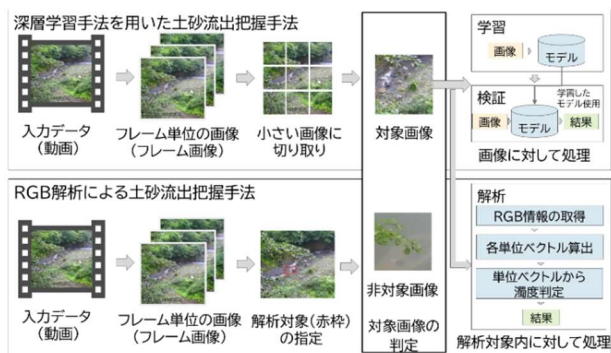 深層学習手法を用いた土砂流出把握手法
入力データ
(動画)
フレーム単位の画像
(フレーム画像)
小さい画像に
切り取り
対象画像
学習
画像
モデル
検証
学習した
モデル使用
画像
モデル
結果
画像に対して処理
RGB解析による土砂流出把握手法
入力データ
(動画)
フレーム単位の画像
(フレーム画像)
解析対象(赤枠)
の指定
非対象画像
対象画像の
判定
解析
RGB情報の取得
各単位ベクトル算出
単位ベクトルから
濁度判定
結果
解析対象内に対して処理